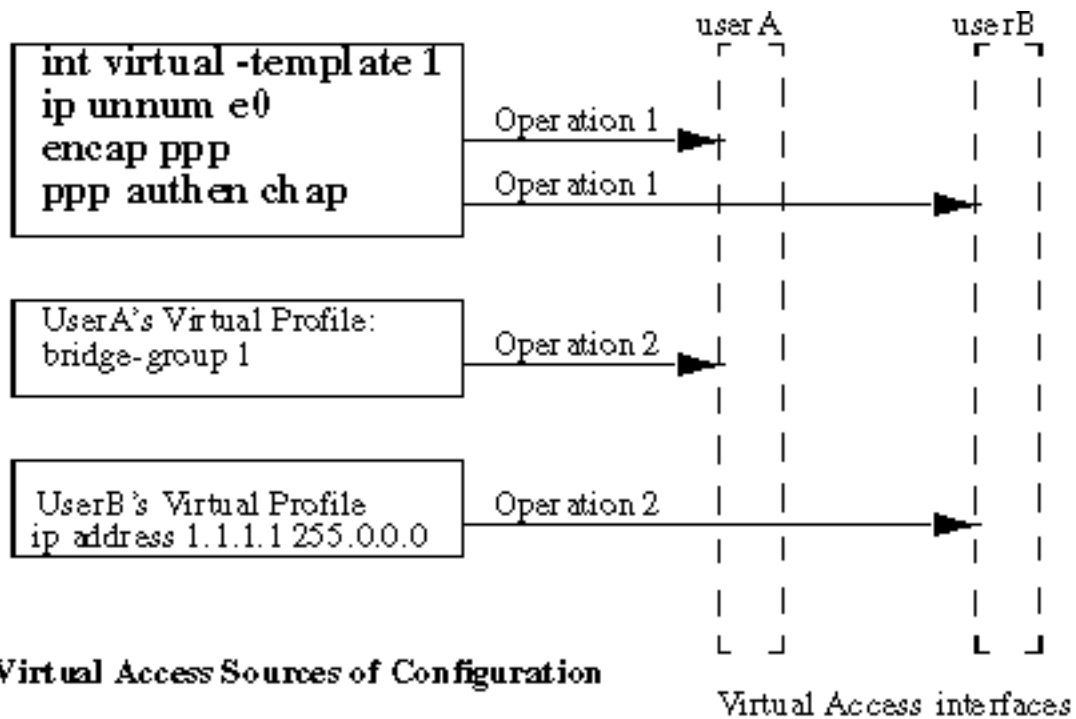 userA
userB
int virtual -template 1
ip unnum e0
encap ppp
ppp authen chap
Operation 1
Operation 1
UserA's Virtual Profile:
bridge-group 1
Operation 2
UserB's Virtual Profile
ip address 1.1.1.1 255.0.0.0
Operation 2
Virtual Access Sources of Configuration
Virtual Access interfaces